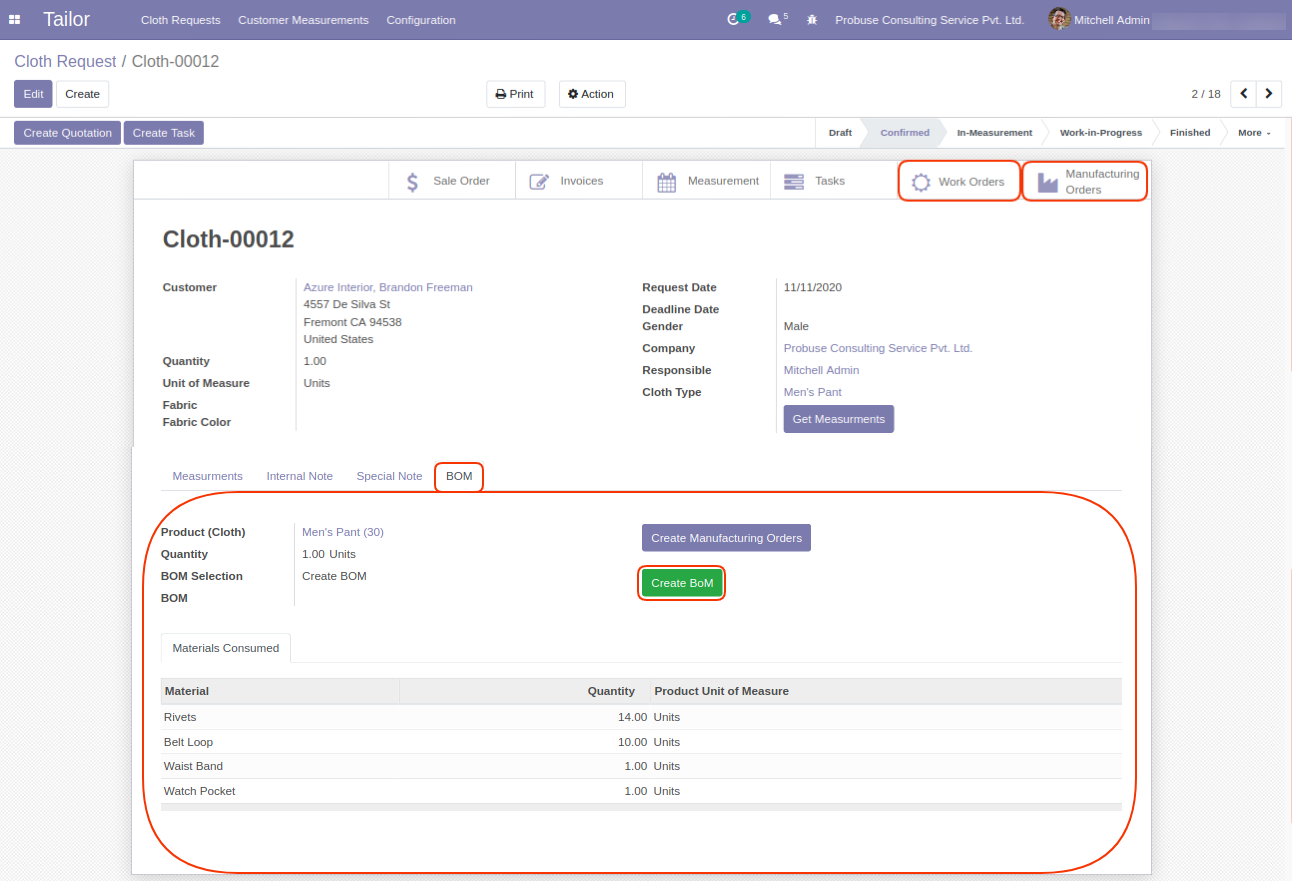 Tailor Cloth Requests Customer Measurements Configuration 6 5 Probuse Consulting Service Pvt. Ltd. Mitchell Admin
Cloth Request / Cloth-00012
Edit Create Print Action 2 / 18
Create Quotation Create Task Draft Confirmed In-Measurement Work-in-Progress Finished More
$ Sale Order Invoices Measurement Tasks Work Orders Manufacturing Orders
Cloth-00012
Customer Azure Interior, Brandon Freeman Request Date 11/11/2020
4557 De Silva St Deadline Date
Fremont CA 94538 Gender Male
United States
Company Probuse Consulting Service Pvt. Ltd.
Quantity 1.00
Responsible Mitchell Admin
Unit of Measure Units
Cloth Type Men's Pant
Fabric
Fabric Color Get Measurments
Measurments Internal Note Special Note BOM
Product (Cloth) Men's Pant (30) Create Manufacturing Orders
Quantity 1.00 Units
BOM Selection Create BOM Create BoM
BOM
Materials Consumed
Material Quantity Product Unit of Measure
Rivets 14.00 Units
Belt Loop 10.00 Units
Waist Band 1.00 Units
Watch Pocket 1.00 Units